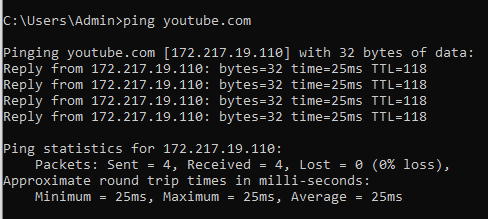 C:\Users\Admin>ping youtube.com
Pinging youtube.com [172.217.19.110] with 32 bytes of data:
Reply from 172.217.19.110: bytes=32 time=25ms TTL=118
Reply from 172.217.19.110: bytes=32 time=25ms TTL=118
Reply from 172.217.19.110: bytes=32 time=25ms TTL=118
Reply from 172.217.19.110: bytes=32 time=25ms TTL=118
Ping statistics for 172.217.19.110:
    Packets: Sent = 4, Received = 4, Lost = 0 (0% loss),
Approximate round trip times in milli-seconds:
    Minimum = 25ms, Maximum = 25ms, Average = 25ms